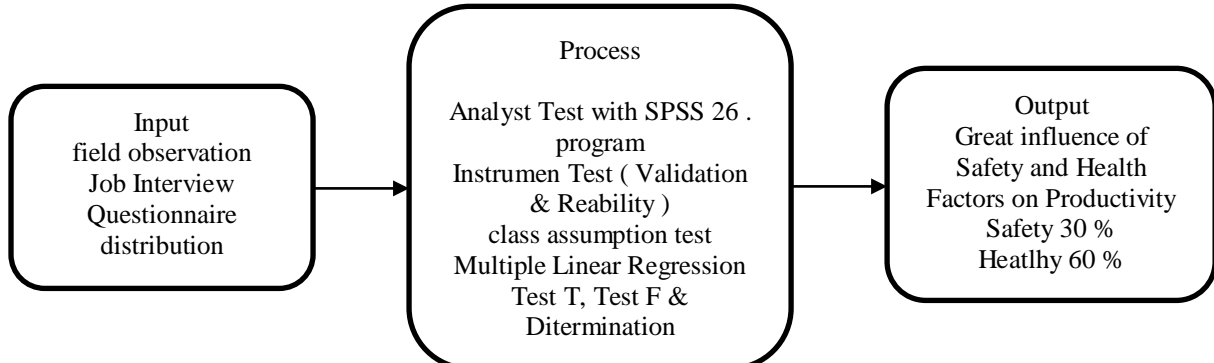 Input
field observation
Job Interview
Questionnaire
distribution
Process
Analyst Test with SPSS 26 .
program
Instrumen Test ( Validation
& Reability )
class assumption test
Multiple Linear Regression
Test T, Test F &
Ditermination
Output
Great influence of
Safety and Health
Factors on Productivity
Safety 30 %
Heatlhy 60 %